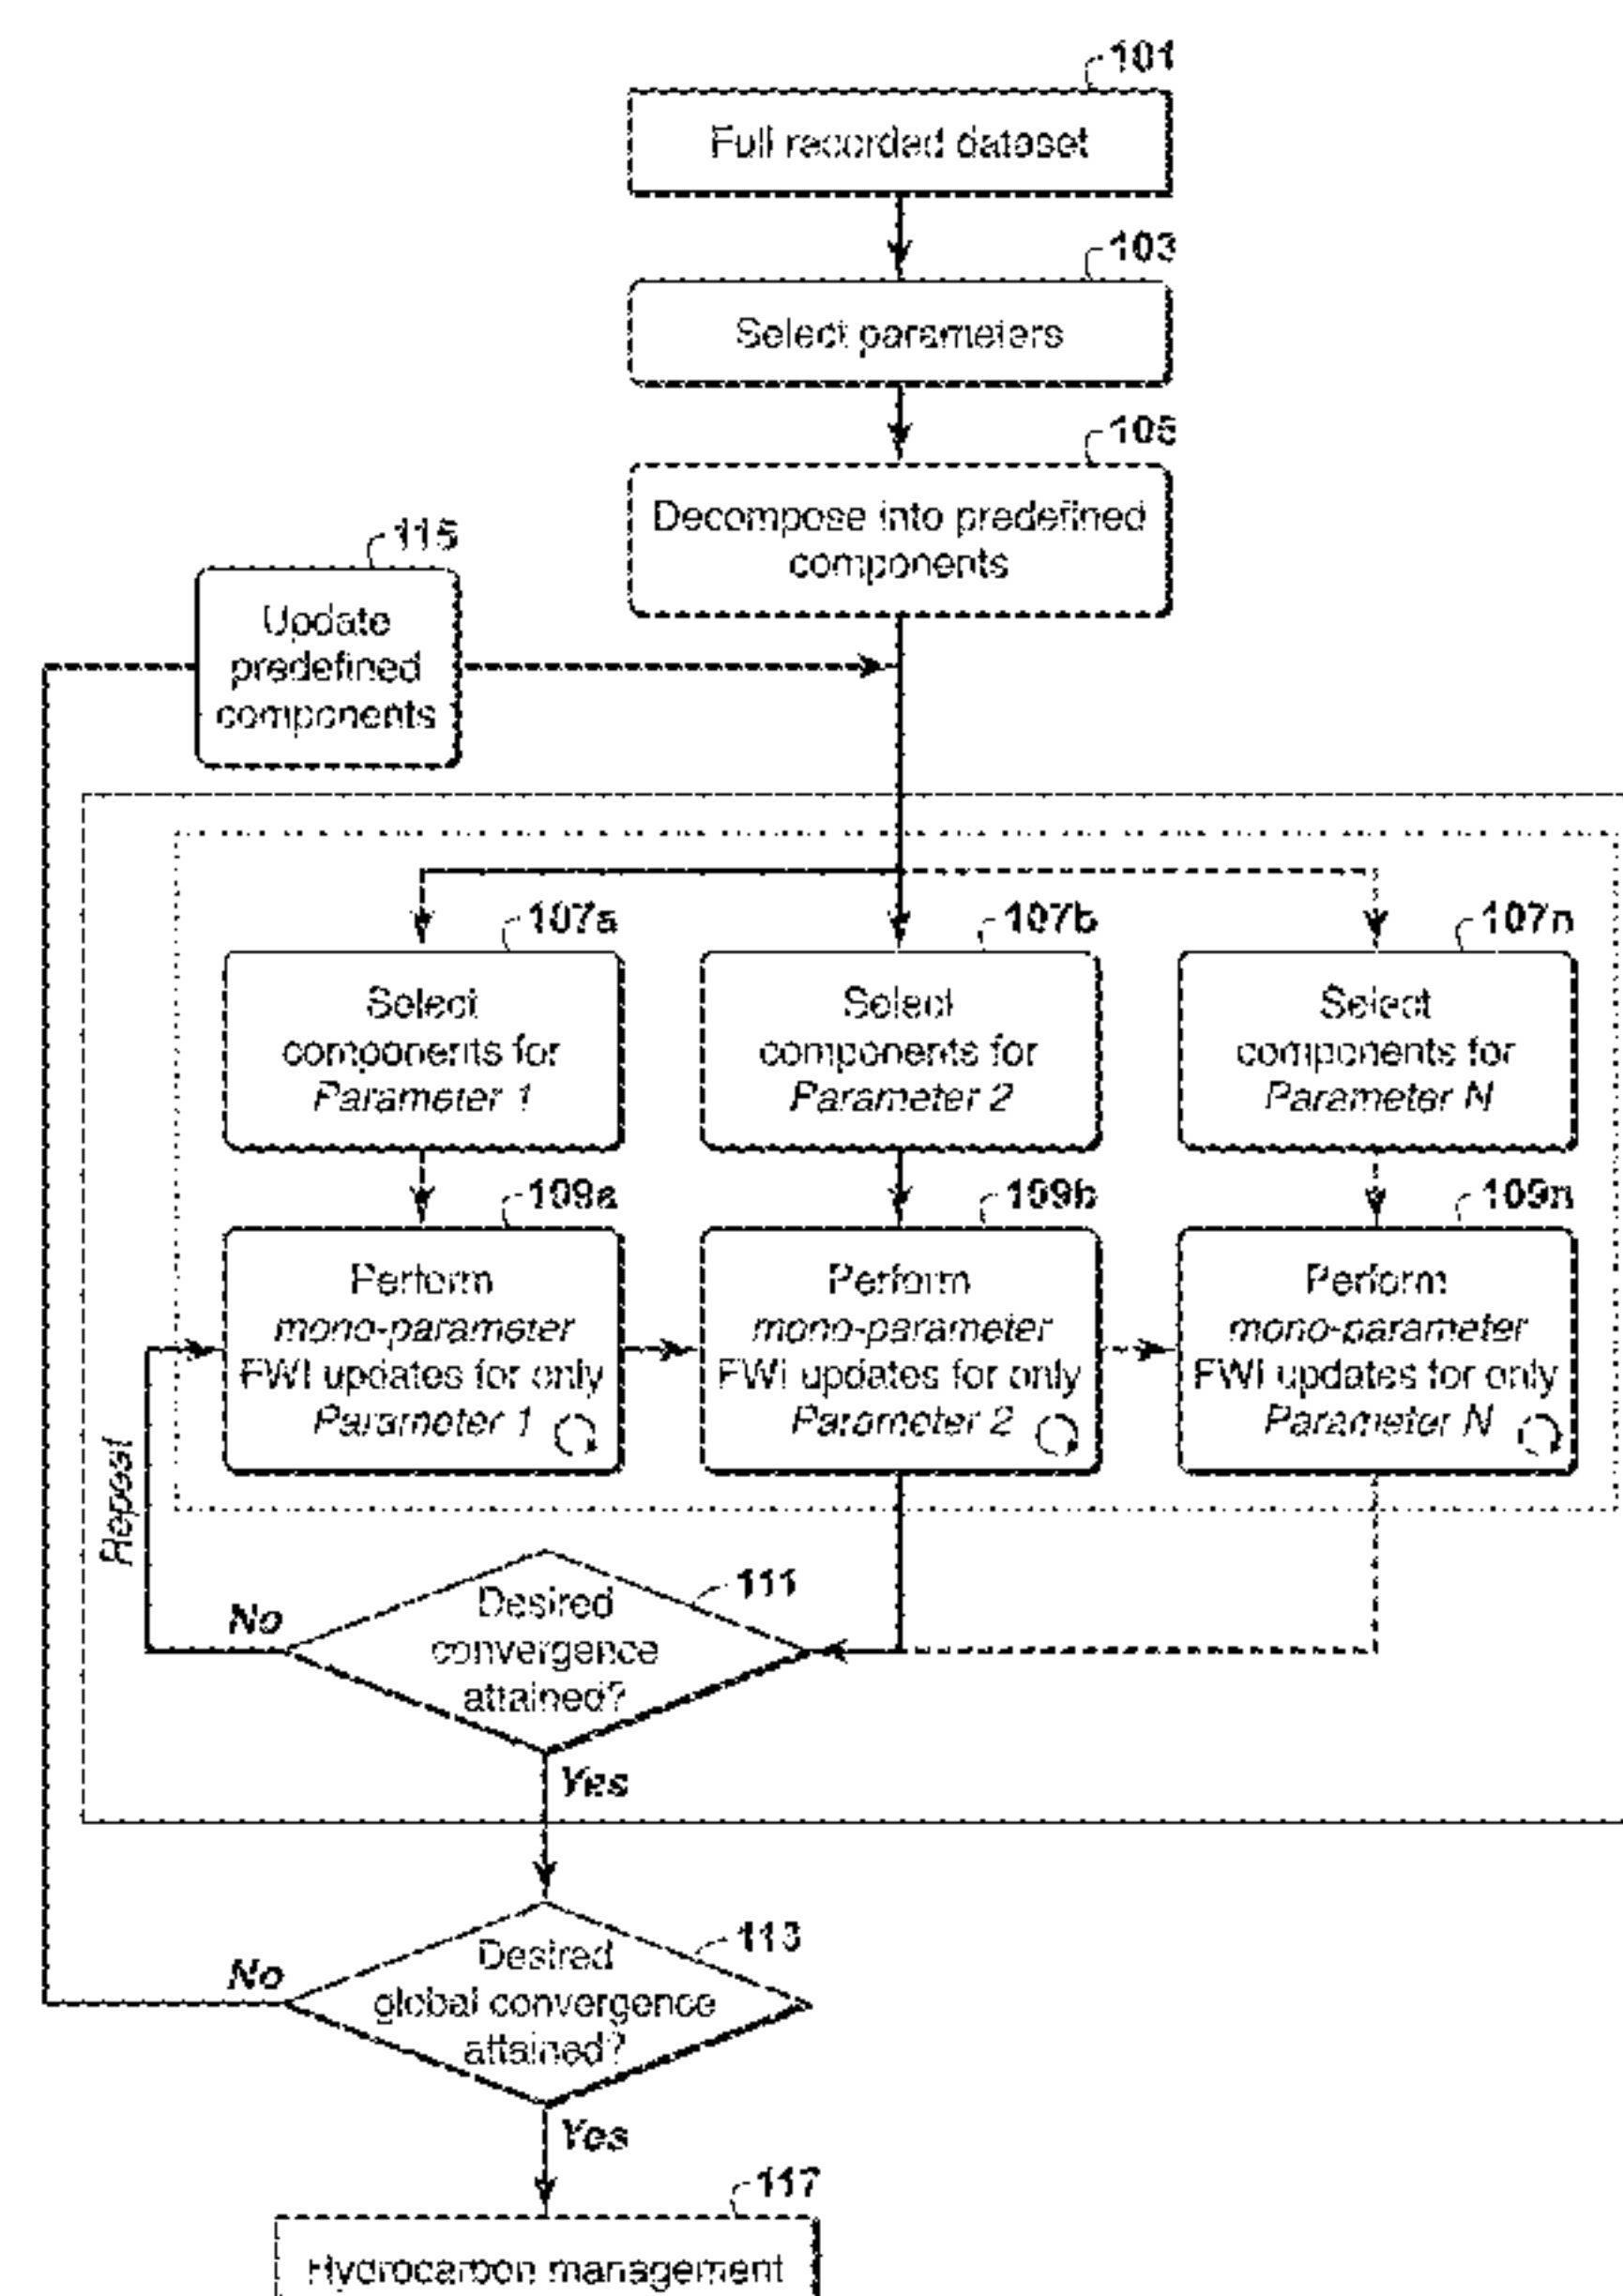 101
Full recorded dataset
103
Select parameters
105
Decompose into predefined
components
115
Update
predefined
components
107a
Select
components for
Parameter 1
107b
Select
components for
Parameter 2
107n
Select
components for
Parameter N
109a
Perform
mono-parameter
FWI updates for only
Parameter 1
109b
Perform
mono-parameter
FWI updates for only
Parameter 2
109n
Perform
mono-parameter
FWI updates for only
Parameter N
Repeat
No
111
Desired
convergence
attained?
Yes
No
113
Desired
global convergence
attained?
Yes
117
Hydrocarbon management